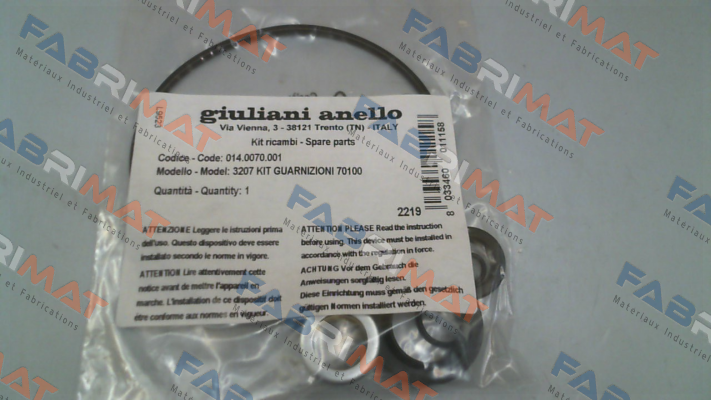 giuliani anello
Via Vienna, 3 - 38121 Trento (TN) - ITALY
Kit ricambi - Spare parts
Codice - Code: 014.0070.001
Modello - Model: 3207 KIT GUARNIZIONI 70100
Quantità - Quantity: 1
2219
L9523
8 033460 011158
ATTENZIONE Leggere le istruzioni prima
dell'uso. Questo dispositivo deve essere
installato secondo le norme in vigore.
ATTENTION Lire attentivement cette
notice avant de mettre l'appareil en
marche. L'installation de ce dispositif doit
être conforme aux normes en vigueur.
ATTENTION PLEASE Read the instruction
before using. This device must be installed in
accordance with the regulation in force.
ACHTUNG Vor dem Gebrauch die
Anweisungen sorgfältig lesen.
Diese Einrichtung muss gemäß den gesetzlich
gültigen Normen installiert werden.
FABRIMAT
Materiaux Industriel et Fabrications